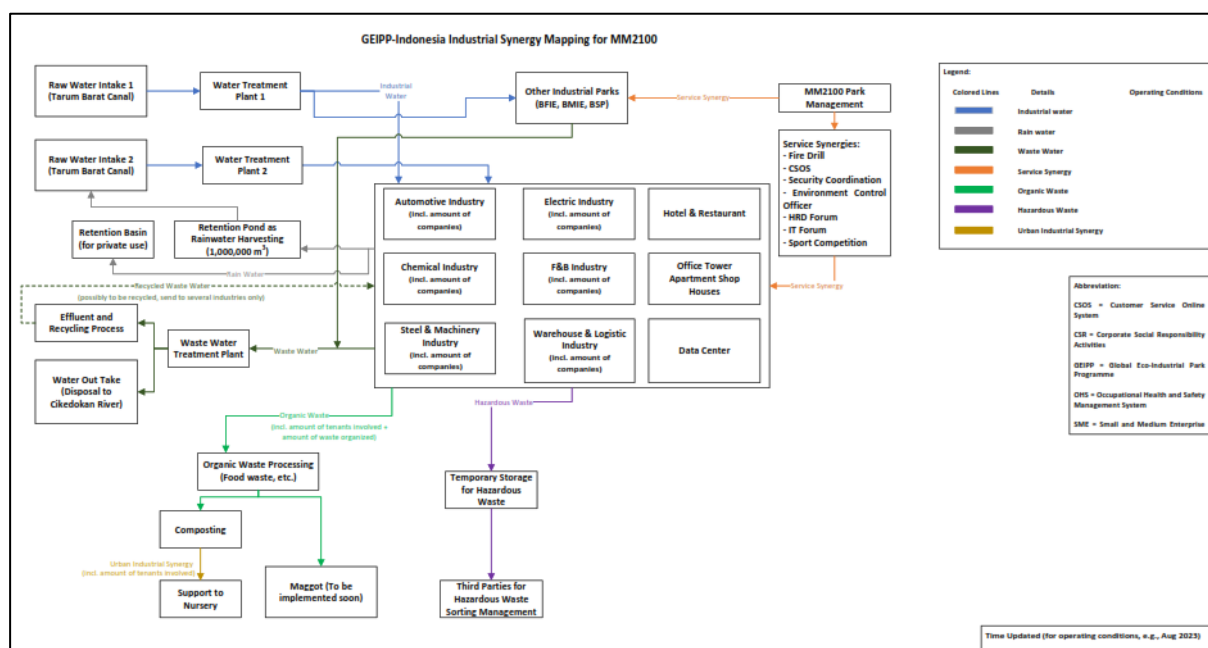 GEIPP-Indonesia Industrial Synergy Mapping for MM2100
Raw Water Intake 1
(Tarum Barat Canal)
Water Treatment
Plant 1
Industrial
Water
Other Industrial Parks
(BFIE, BMIE, BSP)
Service Synergy
MM2100 Park
Management
Raw Water Intake 2
(Tarum Barat Canal)
Water Treatment
Plant 2
Service Synergies:
- Fire Drill
- CSOS
- Security Coordination
- Environment Control
Officer
- HRD Forum
- IT Forum
- Sport Competition
Retention Basin
(for private use)
Retention Pond as
Rainwater Harvesting
(1,000,000 m³)
Rain Water
Automotive Industry
(incl. amount of
companies)
Electric Industry
(incl. amount of
companies)
Hotel & Restaurant
Chemical Industry
(incl. amount of
companies)
F&B Industry
(incl. amount of
companies)
Office Tower
Apartment Shop
Houses
Service Synergy
Recycled Waste Water
(possibly to be recycled, send to several industries only)
Effluent and
Recycling Process
Waste Water
Treatment Plant
Waste Water
Steel & Machinery
Industry
(incl. amount of
companies)
Warehouse & Logistic
Industry
(incl. amount of
companies)
Data Center
Water Out Take
(Disposal to
Cikedokan River)
Organic Waste
(incl. amount of tenants involved +
amount of waste organized)
Hazardous Waste
Organic Waste Processing
(Food waste, etc.)
Temporary Storage
for Hazardous
Waste
Composting
Urban Industrial Synergy
(incl. amount of tenants involved)
Support to
Nursery
Maggot (To be
implemented soon)
Third Parties for
Hazardous Waste
Sorting Management
Legend:
Colored Lines Details Operating Conditions
Industrial water
Rain water
Waste Water
Service Synergy
Organic Waste
Hazardous Waste
Urban Industrial Synergy
Abbreviation:
CSOS = Customer Service Online
System
CSR = Corporate Social Responsibility
Activities
GEIPP = Global Eco-Industrial Park
Programme
OHS = Occupational Health and Safety
Management System
SME = Small and Medium Enterprise
Time Updated (for operating conditions, e.g., Aug 2023)